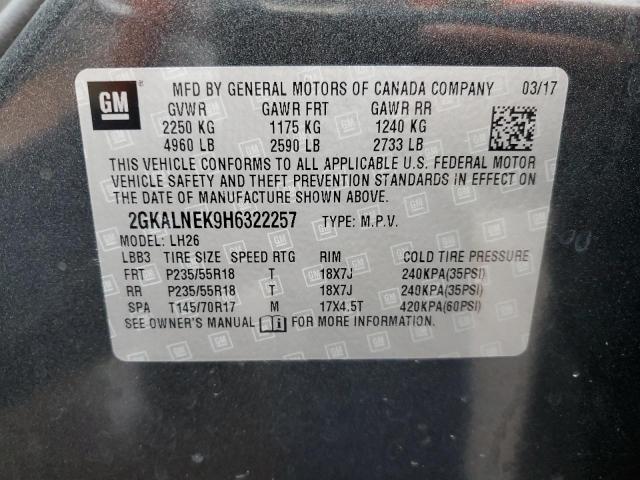 GM
MFD BY GENERAL MOTORS OF CANADA COMPANY 03/17
GVWR GAWR FRT GAWR RR
2250 KG 1175 KG 1240 KG
4960 LB 2590 LB 2733 LB
THIS VEHICLE CONFORMS TO ALL APPLICABLE U.S. FEDERAL MOTOR
VEHICLE SAFETY AND THEFT PREVENTION STANDARDS IN EFFECT ON
THE DATE OF MANUFACTURE SHOWN ABOVE.
2GKALNEK9H6322257 TYPE: M.P.V.
MODEL: LH26
LBB3 TIRE SIZE SPEED RTG RIM COLD TIRE PRESSURE
FRT P235/55R18 T 18X7J 240KPA(35PSI)
RR P235/55R18 T 18X7J 240KPA(35PSI)
SPA T145/70R17 M 17X4.5T 420KPA(60PSI)
SEE OWNER'S MANUAL FOR MORE INFORMATION.